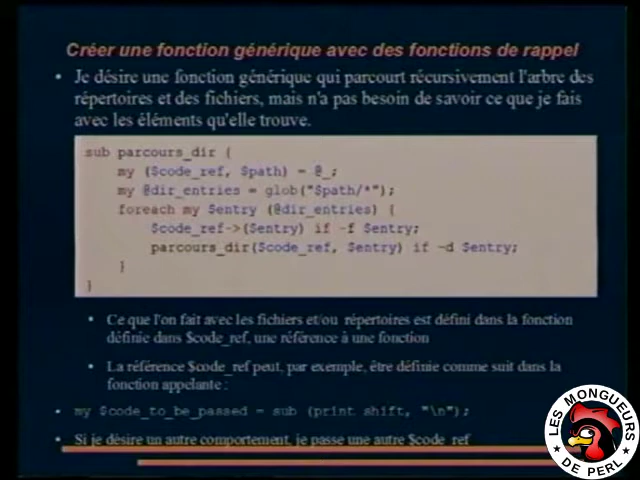 Créer une fonction générique avec des fonctions de rappel
• Je désire une fonction générique qui parcourt récursivement l'arbre des
répertoires et des fichiers, mais n'a pas besoin de savoir ce que je fais
avec les éléments qu'elle trouve.
sub parcours_dir {
my ($code_ref, $path) = @_;
my @dir_entries = glob("$path/*");
foreach my $entry (@dir_entries) {
$code_ref->($entry) if -f $entry;
parcours_dir($code_ref, $entry) if -d $entry;
}
}
• Ce que l'on fait avec les fichiers et/ou répertoires est défini dans la fonction
définie dans $code_ref, une référence à une fonction
• La référence $code_ref peut, par exemple, être définie comme suit dans la
fonction appelante :
• my $code_to_be_passed = sub {print shift, "\n"};
• Si je désire un autre comportement, je passe une autre $code_ref
LES MONGUEURS
DE PERL